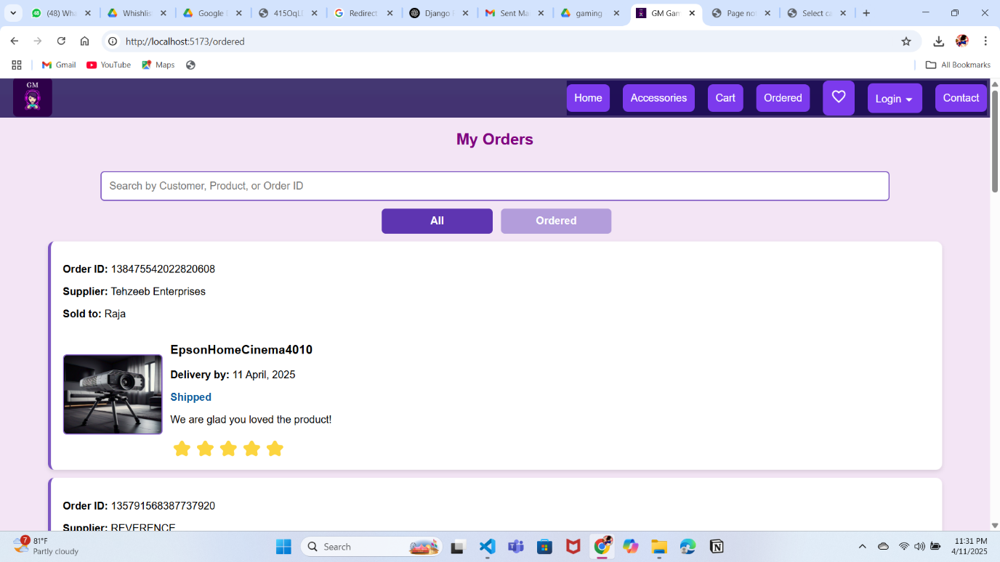 (48) Wha
Whishlis
Google
415OqL
Redirect
Django
Sent Ma
gaming
GM Gan
Page no
Select ca
http://localhost:5173/ordered
Gmail
YouTube
Maps
All Bookmarks
GM
Home
Accessories
Cart
Ordered
Login
Contact
My Orders
Search by Customer, Product, or Order ID
All
Ordered
Order ID: 138475542022820608
Supplier: Tehzeeb Enterprises
Sold to: Raja
EpsonHomeCinema4010
Delivery by: 11 April, 2025
Shipped
We are glad you loved the product!
Order ID: 135791568387737920
Supplier: REVERENCE
7
81°F
Partly cloudy
Search
11:31 PM
4/11/2025